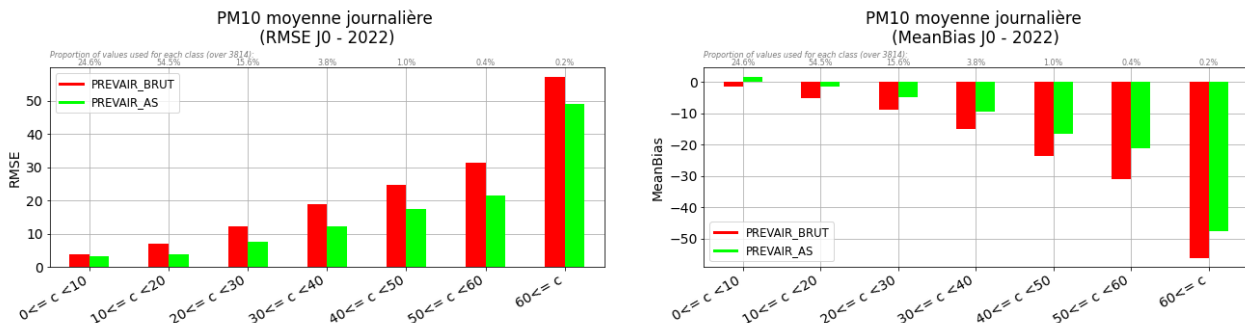 PM10 moyenne journalière
(RMSE J0 - 2022)
Proportion of values used for each class (over 3814):
24.6% 54.5% 15.6% 3.8% 1.0% 0.4% 0.2%
PREVAIR_BRUT
PREVAIR_AS
50
40
30
20
10
0
RMSE
0<= c <10 10<= c <20 20<= c <30 30<= c <40 40<= c <50 50<= c <60 60<= c
PM10 moyenne journalière
(MeanBias J0 - 2022)
Proportion of values used for each class (over 3814):
24.6% 54.5% 15.6% 3.8% 1.0% 0.4% 0.2%
0
−10
−20
−30
−40
−50
MeanBias
PREVAIR_BRUT
PREVAIR_AS
0<= c <10 10<= c <20 20<= c <30 30<= c <40 40<= c <50 50<= c <60 60<= c